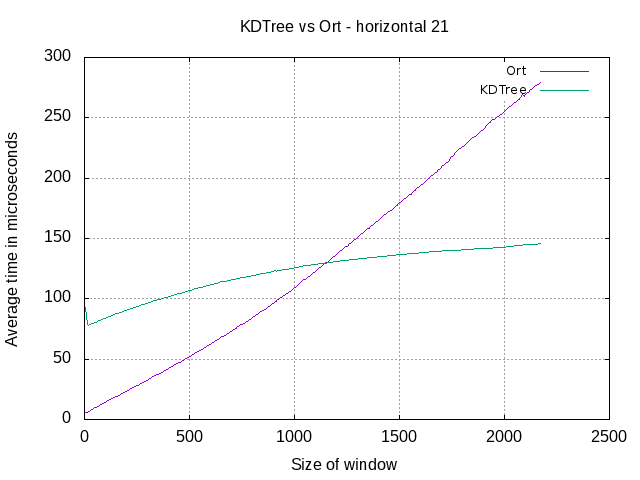 KDTree vs Ort - horizontal 21
Ort
KDTree
300
250
200
150
100
50
0
0 500 1000 1500 2000 2500
Average time in microseconds
Size of window